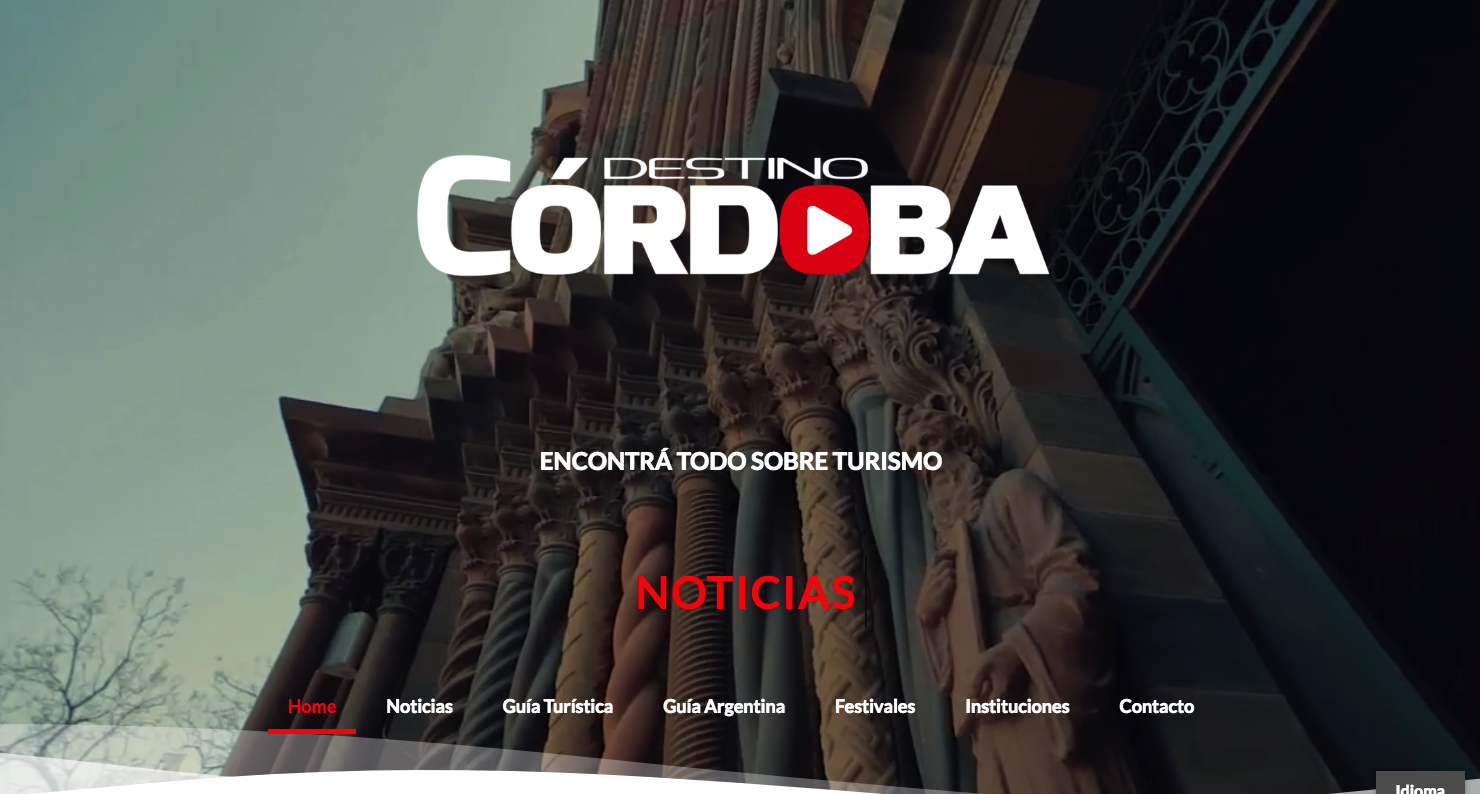 DESTINO
CÓRDOBA
ENCONTRÁ TODO SOBRE TURISMO
NOTICIAS
Home Noticias Guía Turística Guía Argentina Festivales Instituciones Contacto
Idioma